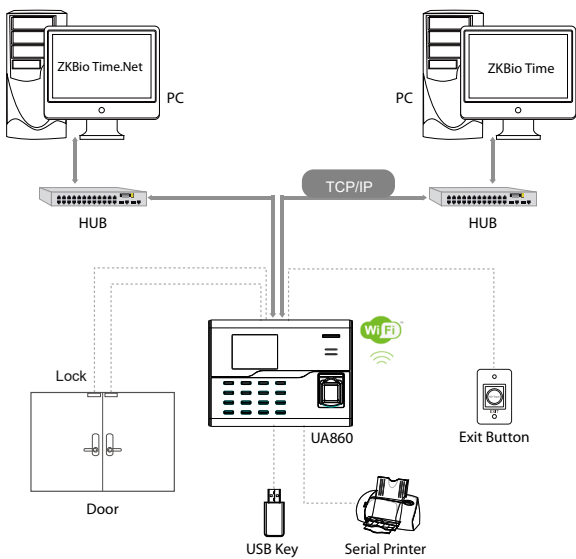 ZKBio Time.Net
ZKBio Time
PC
PC
TCP/IP
HUB
HUB
WiFi
Lock
EXIT
UA860
Exit Button
Door
USB Key
Serial Printer